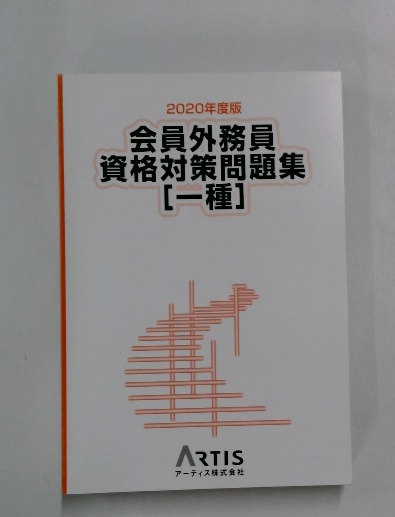 2020年度版
会員外務員
資格対策問題集
[一種]
ARTIS
アーティス株式会社